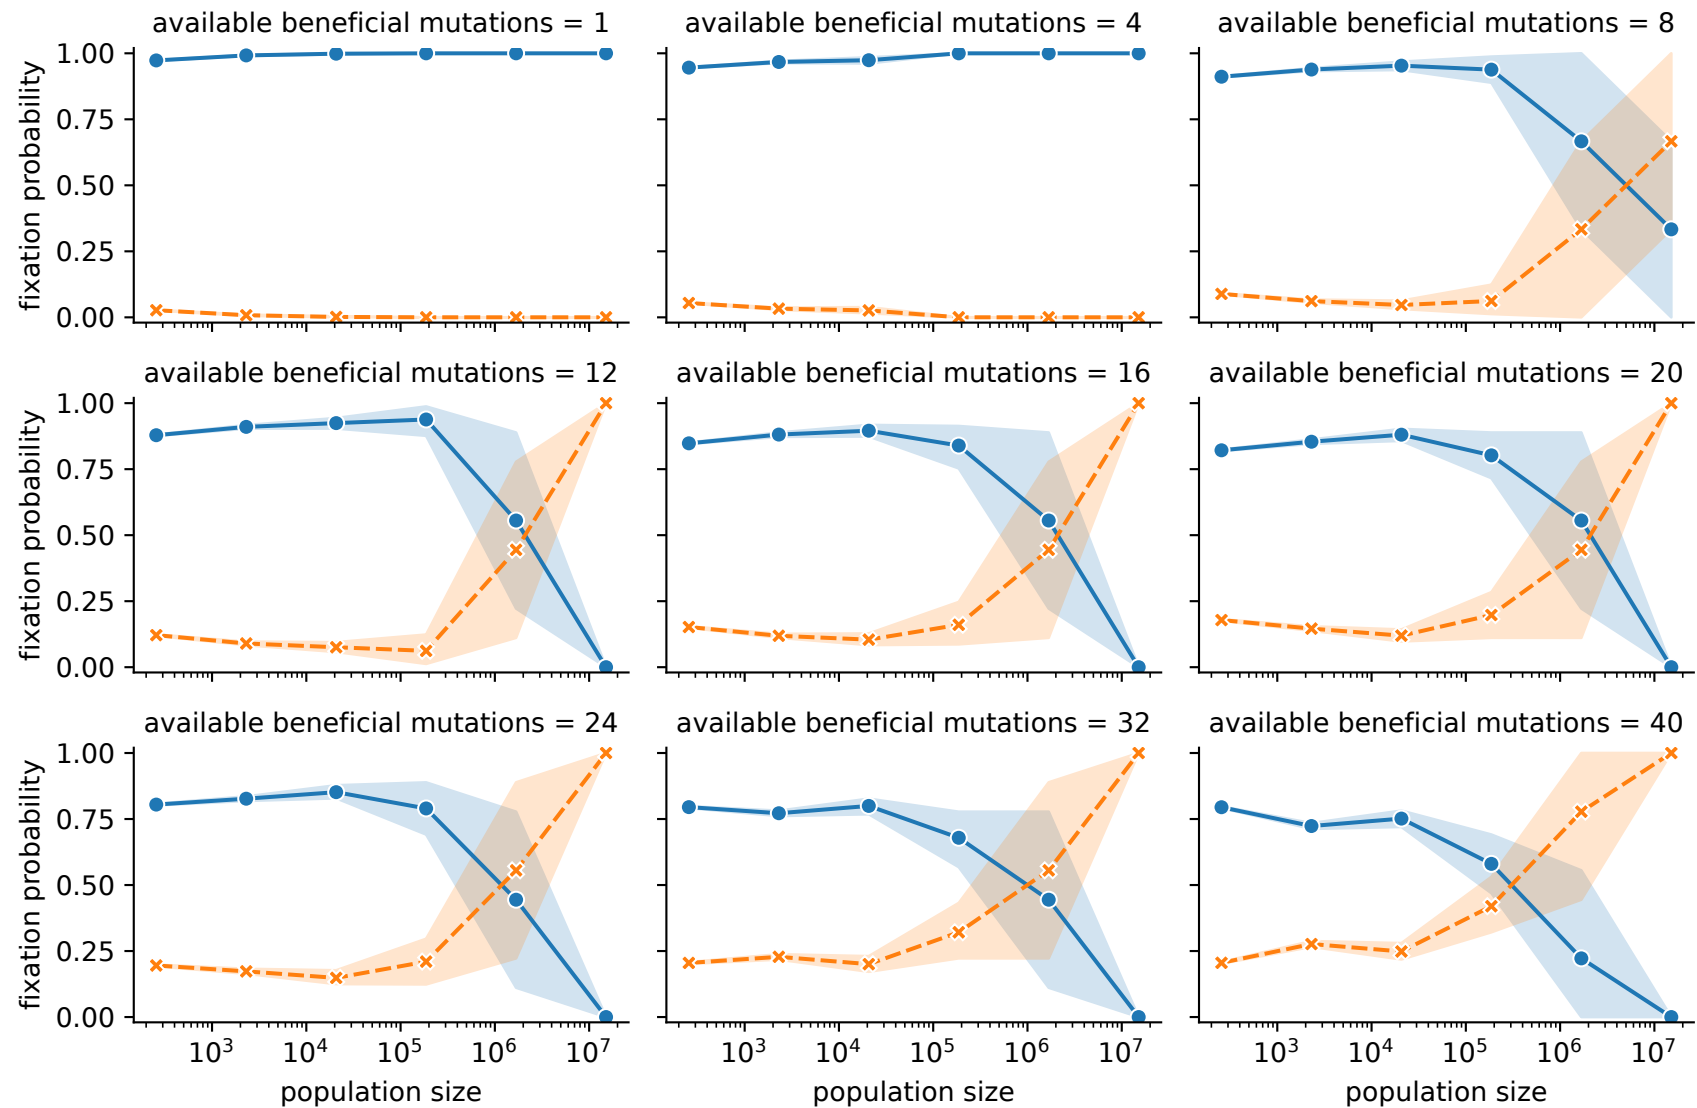 available beneficial mutations = 1
available beneficial mutations = 4
available beneficial mutations = 8
fixation probability
1.00
0.75
0.50
0.25
0.00
available beneficial mutations = 12
available beneficial mutations = 16
available beneficial mutations = 20
fixation probability
1.00
0.75
0.50
0.25
0.00
available beneficial mutations = 24
available beneficial mutations = 32
available beneficial mutations = 40
fixation probability
1.00
0.75
0.50
0.25
0.00
10³ 10⁴ 10⁵ 10⁶ 10⁷
10³ 10⁴ 10⁵ 10⁶ 10⁷
10³ 10⁴ 10⁵ 10⁶ 10⁷
population size
population size
population size